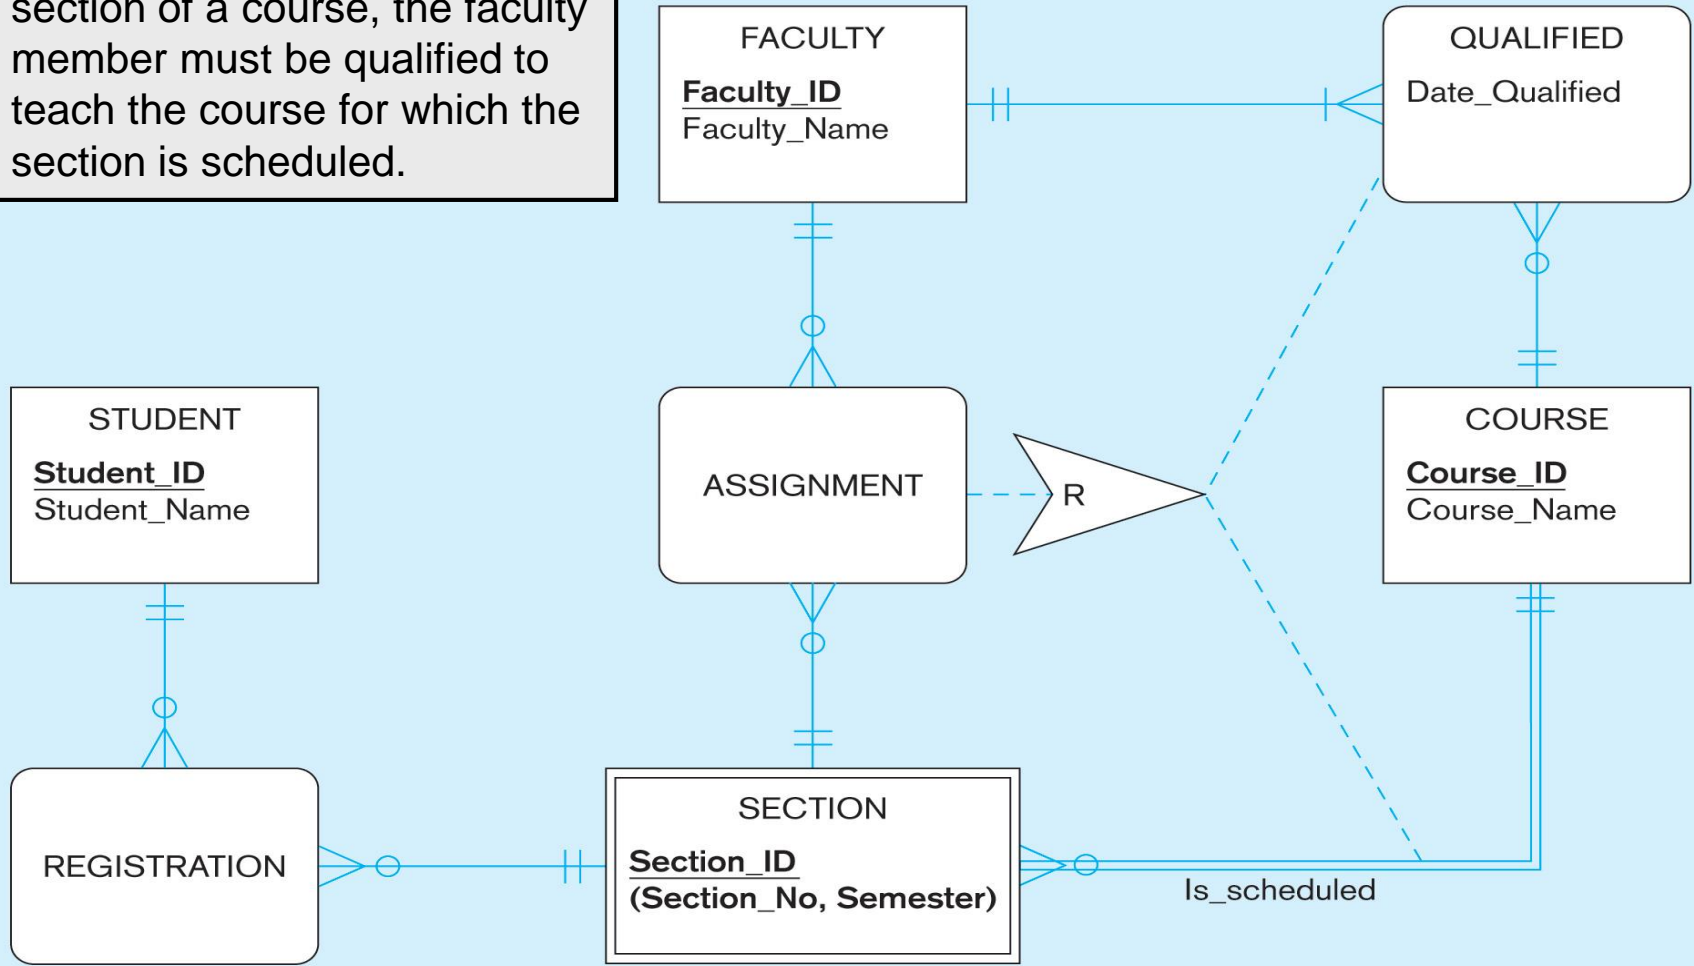 section of a course, the faculty
member must be qualified to
teach the course for which the
section is scheduled.
FACULTY
Faculty_ID
Faculty_Name
QUALIFIED
Date_Qualified
STUDENT
Student_ID
Student_Name
ASSIGNMENT
R
COURSE
Course_ID
Course_Name
REGISTRATION
SECTION
Section_ID
(Section_No, Semester)
Is_scheduled